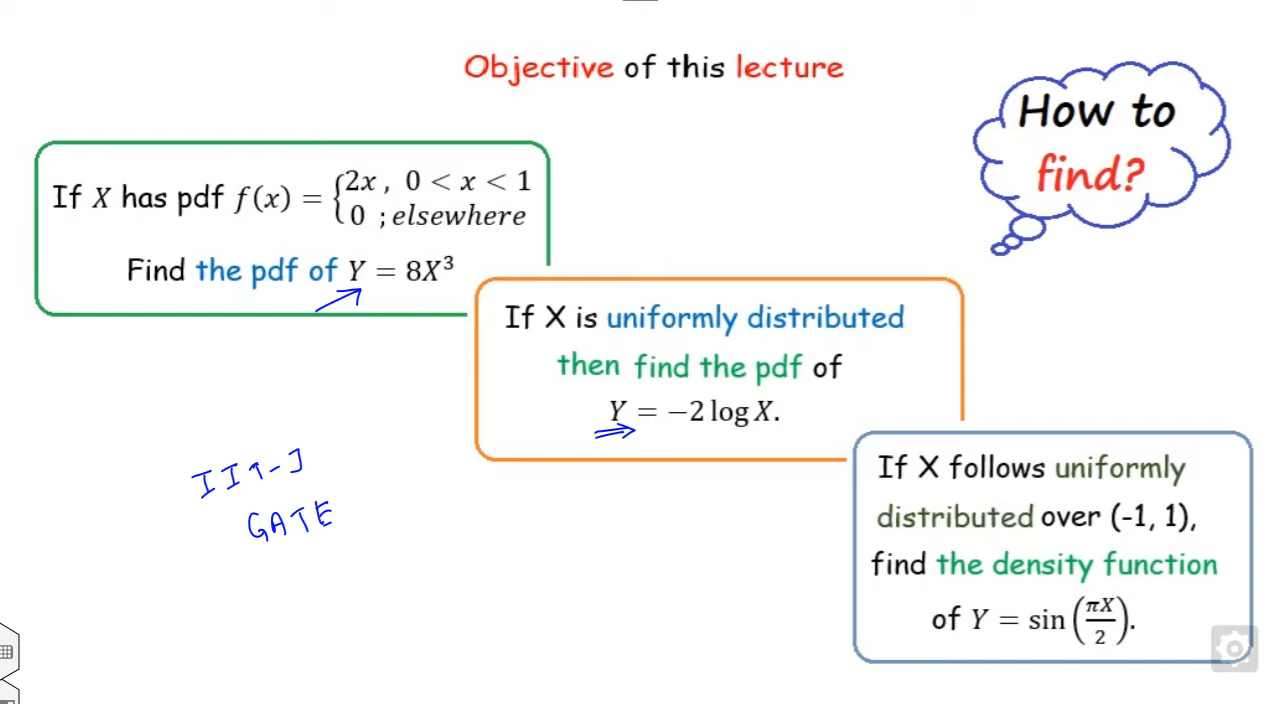 Objective of this lecture
How to
find?
If X has pdf f(x) = {2x , 0 < x < 1
0 ; elsewhere
Find the pdf of Y = 8X³
If X is uniformly distributed
then find the pdf of
Y = −2 log X.
IIT-J
GATE
If X follows uniformly
distributed over (-1, 1),
find the density function
of Y = sin(πX/2).